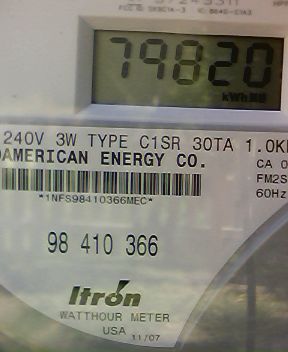 79820
kWh
240V 3W TYPE C1SR 30TA 1.0K
AMERICAN ENERGY CO.
CA 0
*1NFS98410366MEC*
FM2S
60Hz
98 410 366
Itron
WATTHOUR METER
USA 11/07